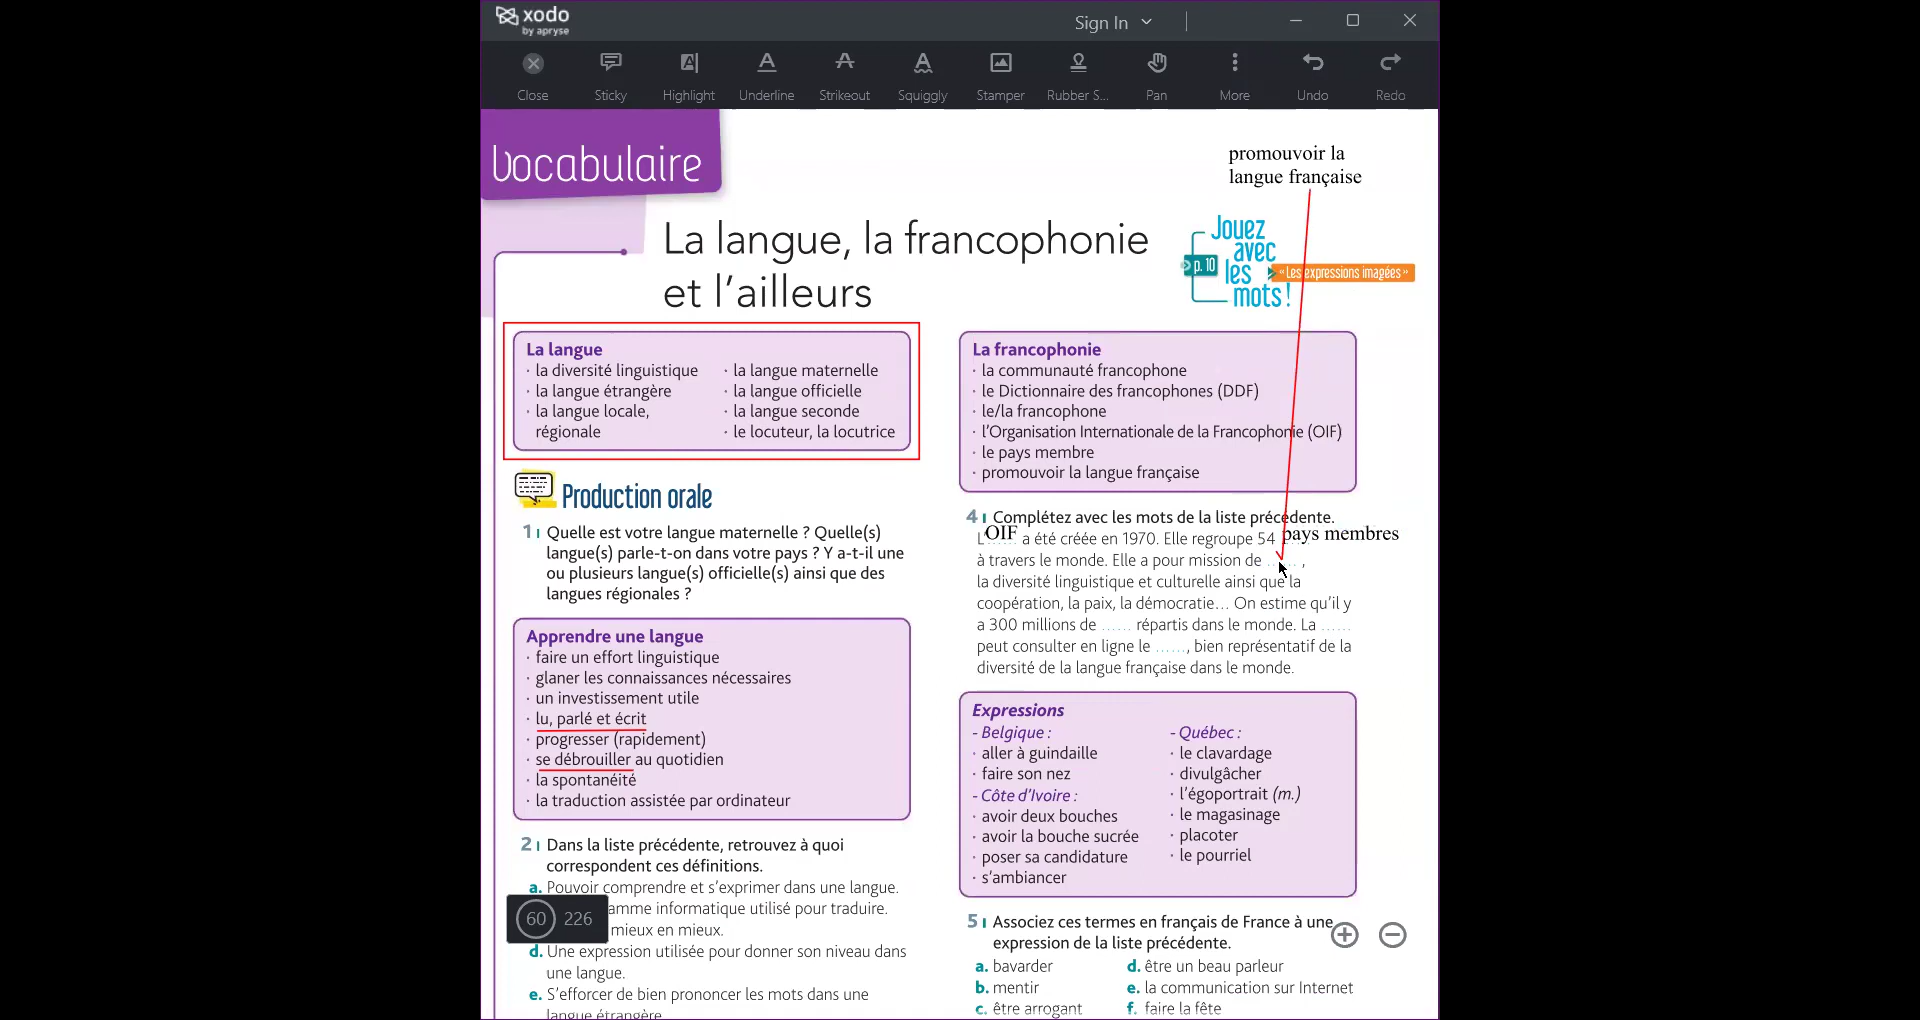 xodo
by apryse
Sign In
Close
Sticky
Highlight
Underline
Strikeout
Squiggly
Stamper
Rubber S...
Pan
More
Undo
Redo
Vocabulaire
promouvoir la
langue française
La langue, la francophonie
et l'ailleurs
Jouez
avec
les
mots !
p. 10
« Les expressions imagées »
La langue
· la diversité linguistique
· la langue étrangère
· la langue locale,
régionale
· la langue maternelle
· la langue officielle
· la langue seconde
· le locuteur, la locutrice
Production orale
1 I Quelle est votre langue maternelle ? Quelle(s)
langue(s) parle-t-on dans votre pays ? Y a-t-il une
ou plusieurs langue(s) officielle(s) ainsi que des
langues régionales ?
Apprendre une langue
· faire un effort linguistique
· glaner les connaissances nécessaires
· un investissement utile
· lu, parlé et écrit
· progresser (rapidement)
· se débrouiller au quotidien
· la spontanéité
· la traduction assistée par ordinateur
2 I Dans la liste précédente, retrouvez à quoi
correspondent ces définitions.
a. Pouvoir comprendre et s'exprimer dans une langue.
amme informatique utilisé pour traduire.
mieux en mieux.
d. Une expression utilisée pour donner son niveau dans
une langue.
e. S'efforcer de bien prononcer les mots dans une
langue étrangère
60 226
La francophonie
· la communauté francophone
· le Dictionnaire des francophones (DDF)
· le/la francophone
· l'Organisation Internationale de la Francophonie (OIF)
· le pays membre
· promouvoir la langue française
4 I Complétez avec les mots de la liste précédente.
L'OIF a été créée en 1970. Elle regroupe 54 pays membres
à travers le monde. Elle a pour mission de ...... ,
la diversité linguistique et culturelle ainsi que la
coopération, la paix, la démocratie... On estime qu'il y
a 300 millions de ...... répartis dans le monde. La ......
peut consulter en ligne le ......, bien représentatif de la
diversité de la langue française dans le monde.
Expressions
- Belgique :
· aller à guindaille
· faire son nez
- Côte d'Ivoire :
· avoir deux bouches
· avoir la bouche sucrée
· poser sa candidature
· s'ambiancer
- Québec :
· le clavardage
· divulgâcher
· l'égoportrait (m.)
· le magasinage
· placoter
· le pourriel
5 I Associez ces termes en français de France à une
expression de la liste précédente.
a. bavarder
b. mentir
c. être arrogant
d. être un beau parleur
e. la communication sur Internet
f. faire la fête